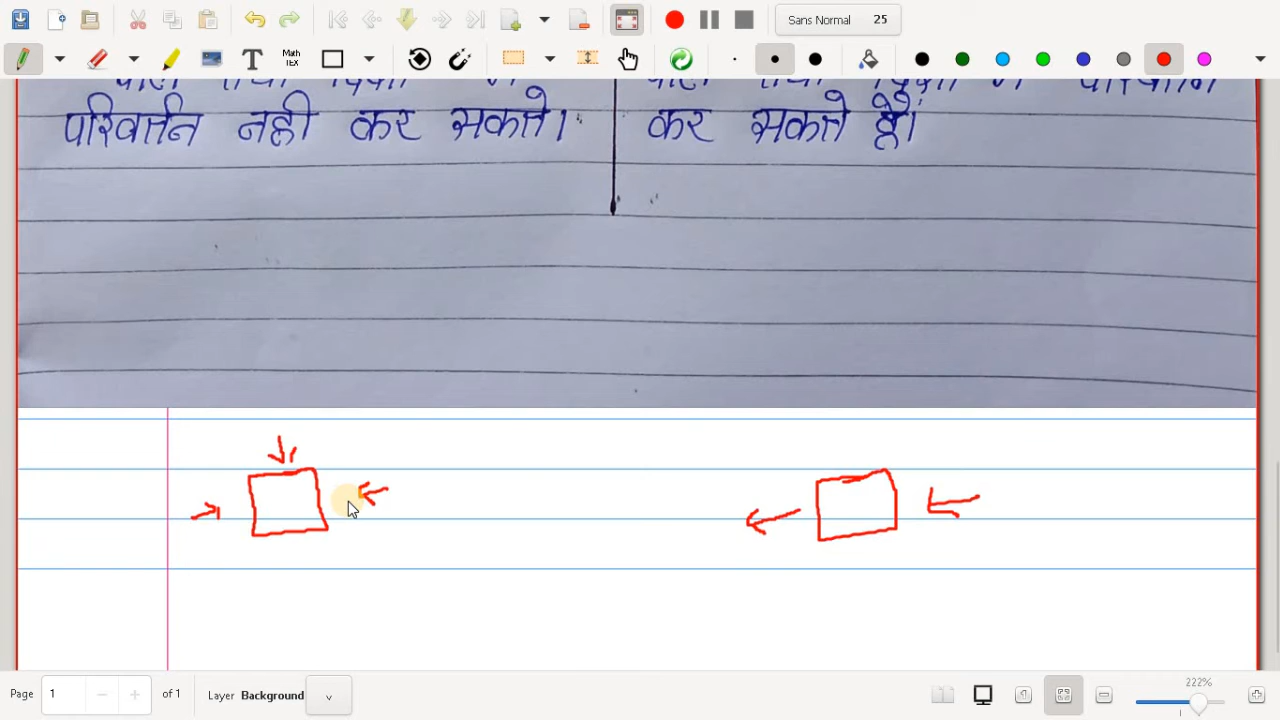 Sans Normal 25
Math
TEX
T
परिवर्तन नही कर सकते।
कर सकते है।
Page 1 of 1 Layer Background
222%